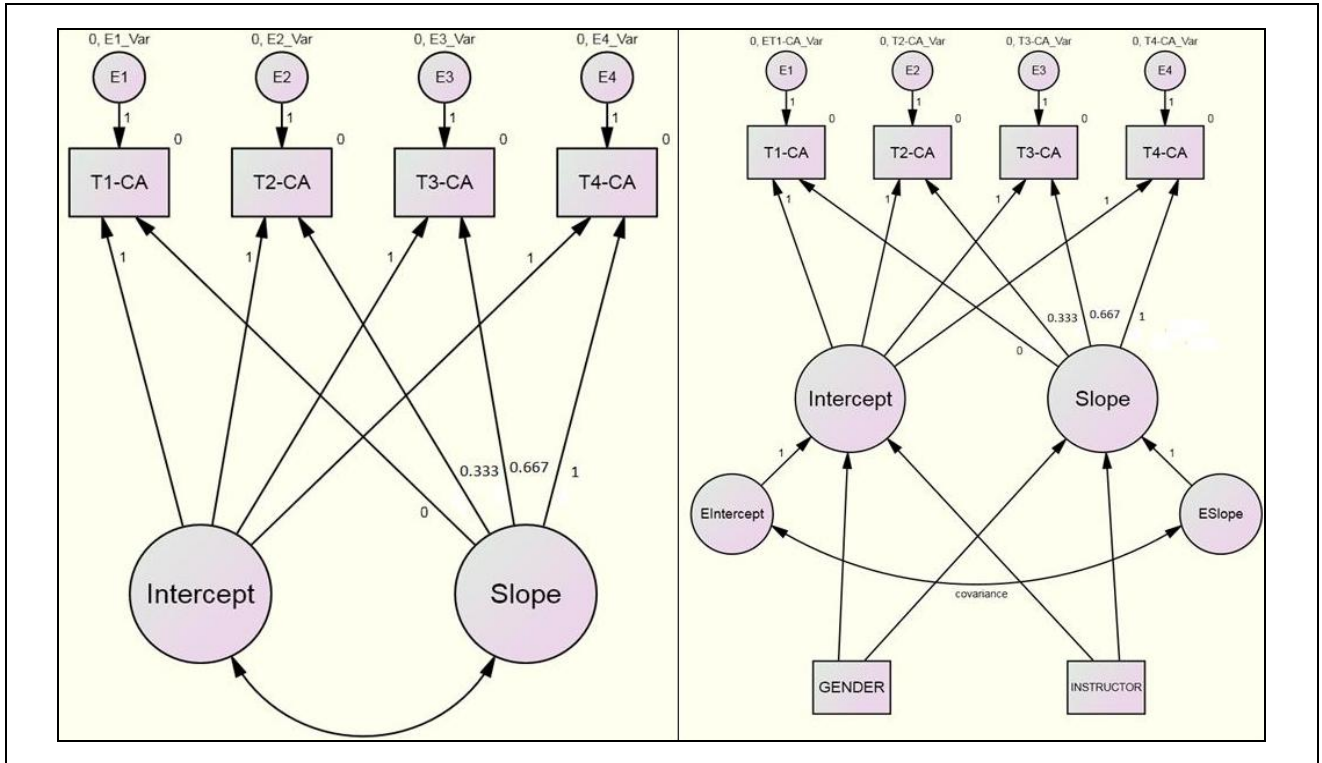 0, E1_Var
0, E2_Var
0, E3_Var
0, E4_Var
E1
E2
E3
E4
1
1
1
1
0
0
0
0
T1-CA
T2-CA
T3-CA
T4-CA
1
1
1
1
0.333
0.667
1
0
Intercept
Slope
0, ET1-CA_Var
0, T2-CA_Var
0, T3-CA_Var
0, T4-CA_Var
E1
E2
E3
E4
1
1
1
1
0
0
0
0
T1-CA
T2-CA
T3-CA
T4-CA
1
1
1
1
0.333
0.667
1
0
Intercept
Slope
1
1
EIntercept
ESlope
covariance
GENDER
INSTRUCTOR